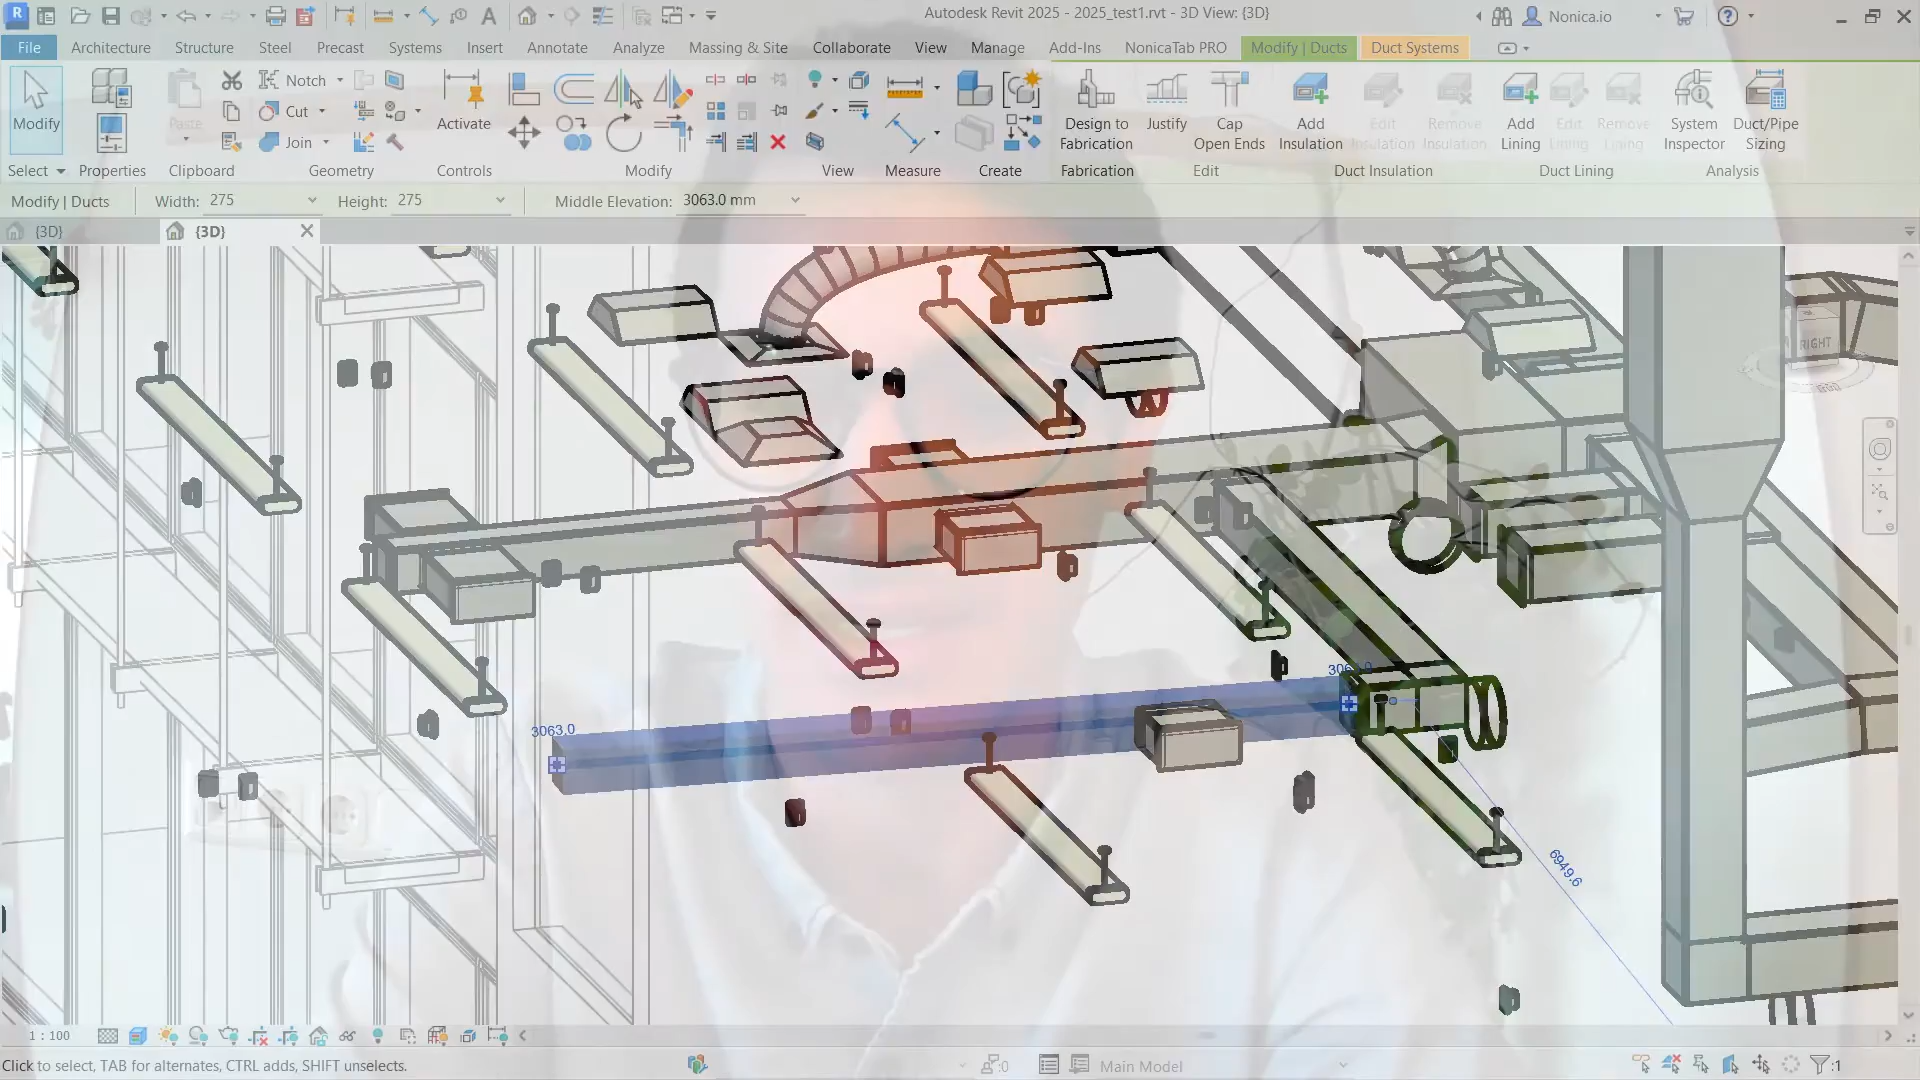 Autodesk Revit 2025 - 2025_test1.rvt - 3D View: {3D}
Nonica.io
File Architecture Structure Steel Precast Systems Insert Annotate Analyze Massing & Site Collaborate View Manage Add-Ins NonicaTab PRO Modify | Ducts Duct Systems
Modify
Paste
Notch
Cut
Join
Activate
Design to Fabrication
Justify
Cap Open Ends
Add Insulation
Edit Insulation
Remove Insulation
Add Lining
Edit Lining
Remove Lining
System Inspector
Duct/Pipe Sizing
Select Properties Clipboard Geometry Controls Modify View Measure Create Fabrication Edit Duct Insulation Duct Lining Analysis
Modify | Ducts Width: 275 Height: 275 Middle Elevation: 3063.0 mm
{3D} {3D}
RIGHT
3063.0
6949.6
1 : 100
Click to select, TAB for alternates, CTRL adds, SHIFT unselects.
:0
Main Model
:1